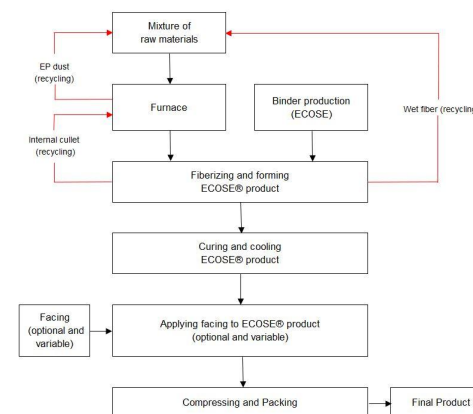 Mixture of
raw materials
EP dust
(recycling)
Furnace
Binder production
(ECOSE)
Wet fiber (recycling
Internal cullet
(recycling)
Fiberizing and forming
ECOSE® product
Curing and cooling
ECOSE® product
Facing
(optional and
variable)
Applying facing to ECOSE® product
(optional and variable)
Compressing and Packing
Final Product